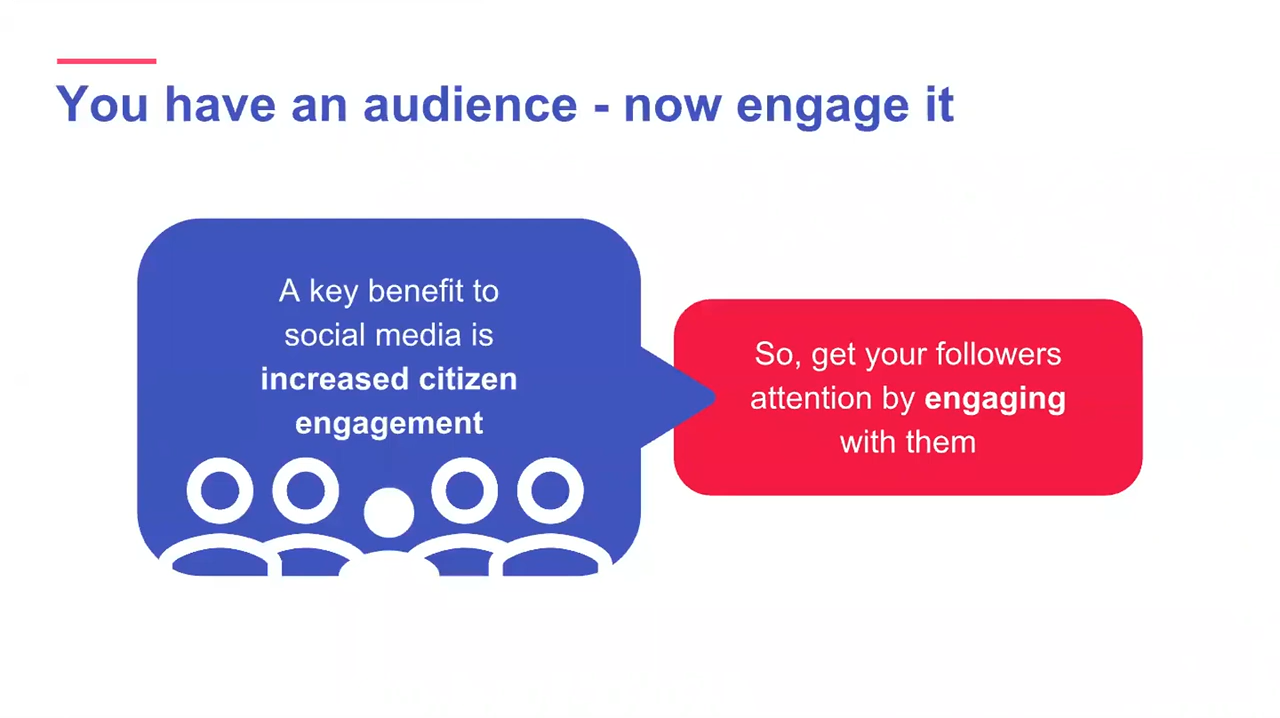 You have an audience - now engage it
A key benefit to
social media is
increased citizen
engagement
So, get your followers
attention by engaging
with them